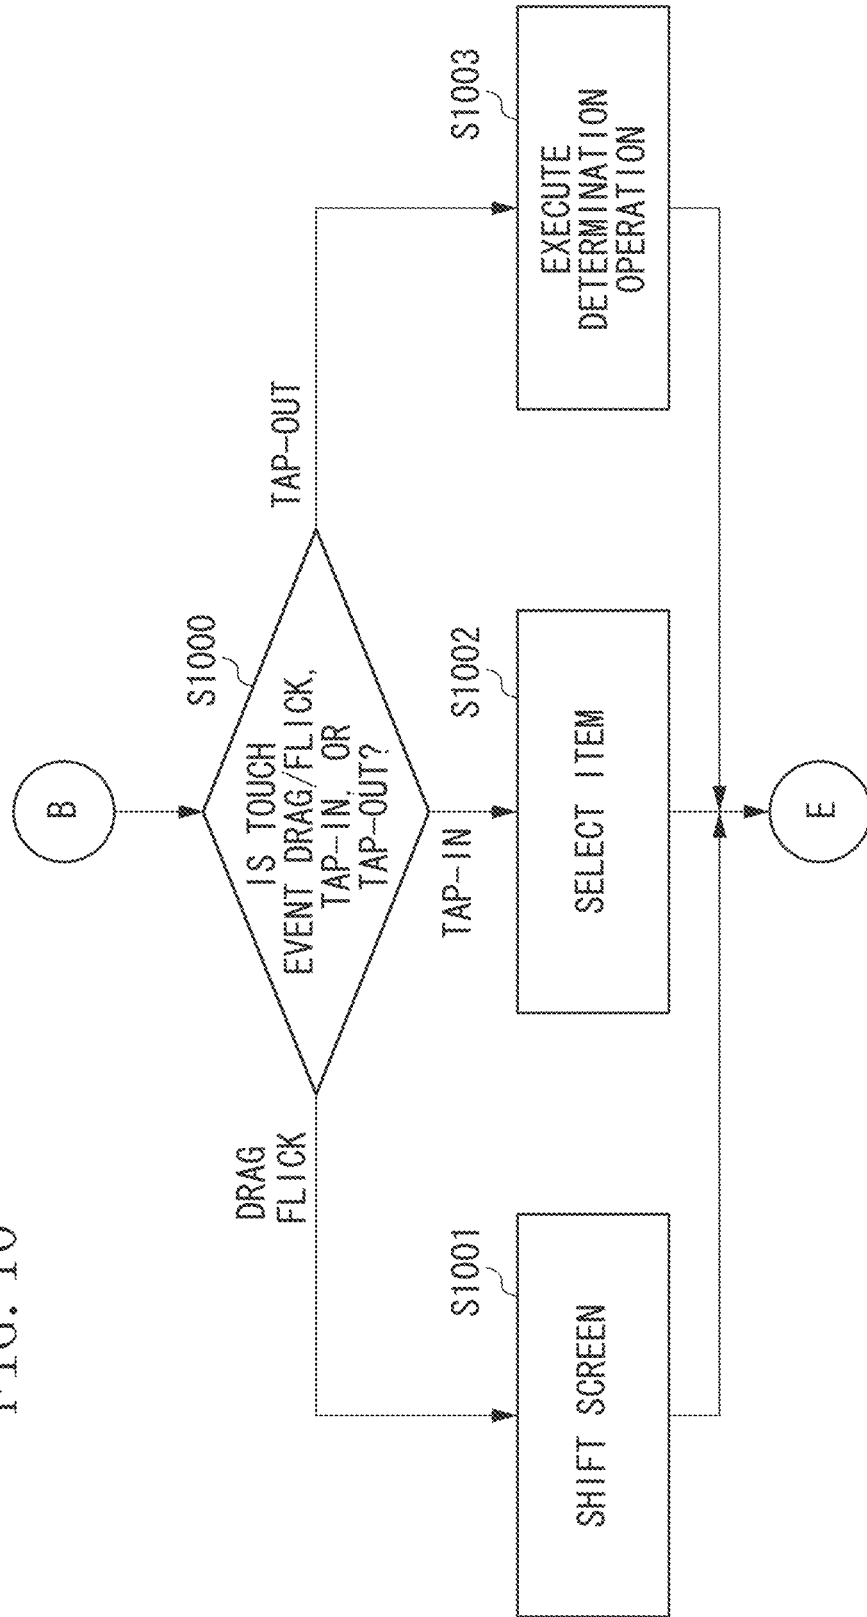 FIG. 10
B
S1000
IS TOUCH
EVENT DRAG/FLICK,
TAP-IN, OR
TAP-OUT?
DRAG
FLICK
TAP-IN
TAP-OUT
S1001
SHIFT SCREEN
S1002
SELECT ITEM
S1003
EXECUTE
DETERMINATION
OPERATION
E